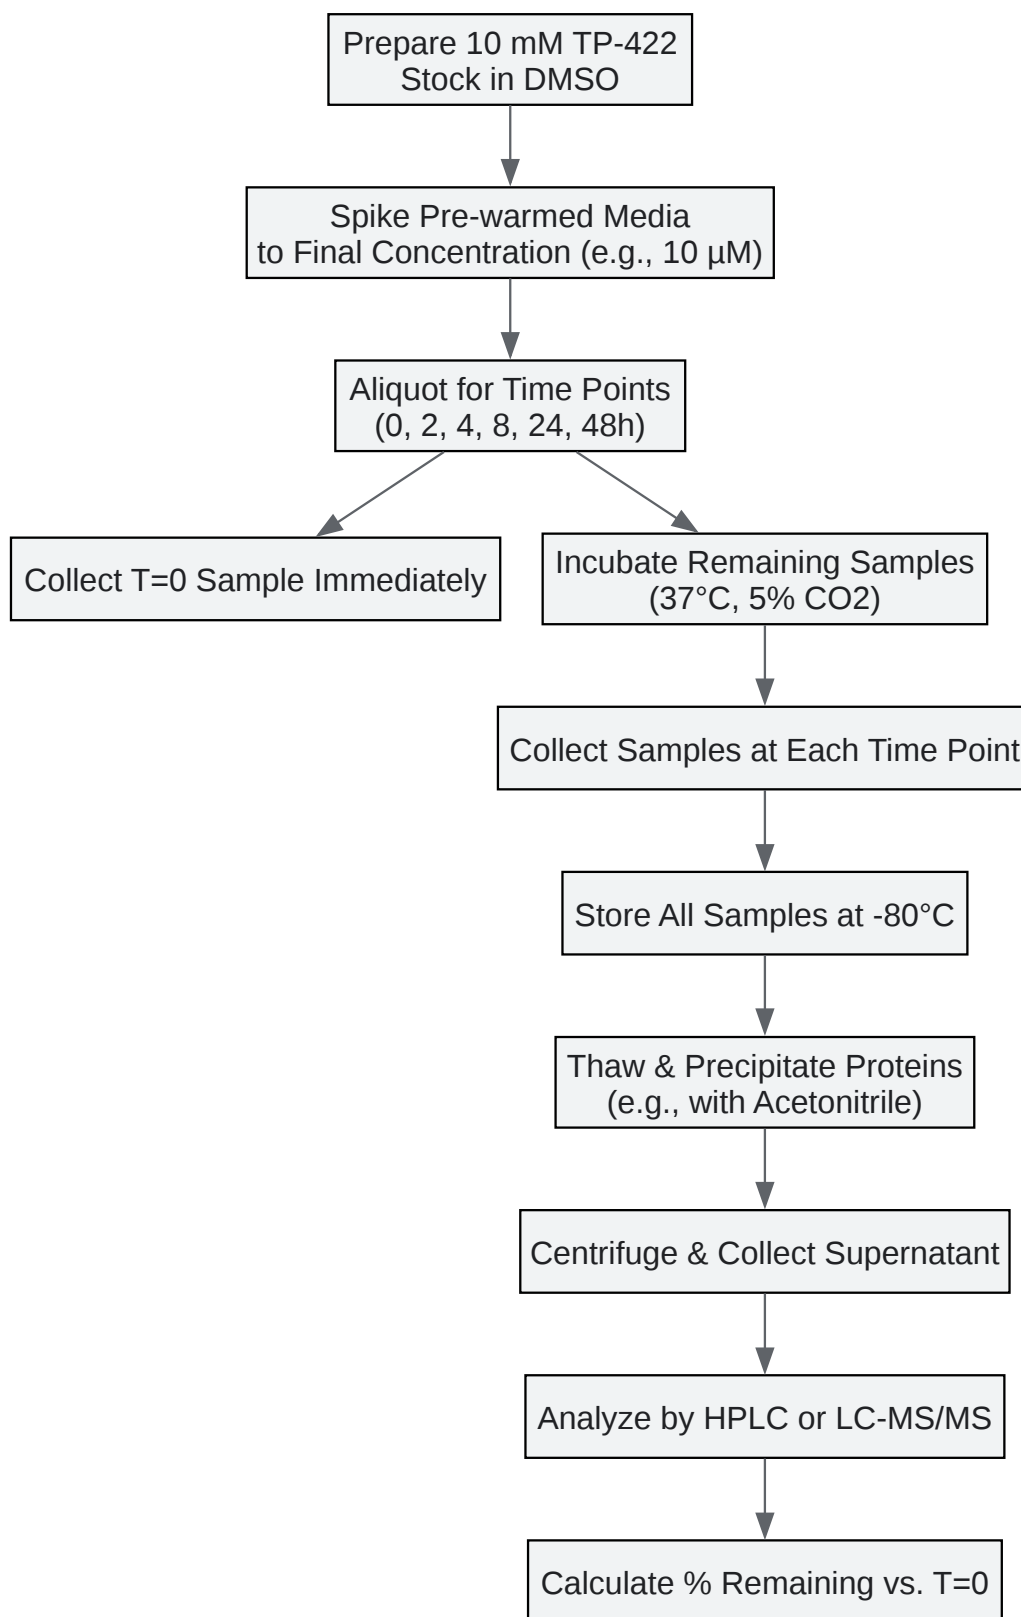 Prepare 10 mM TP-422
Stock in DMSO
Spike Pre-warmed Media
to Final Concentration (e.g., 10 µM)
Aliquot for Time Points
(0, 2, 4, 8, 24, 48h)
Collect T=0 Sample Immediately
Incubate Remaining Samples
(37°C, 5% CO2)
Collect Samples at Each Time Point
Store All Samples at -80°C
Thaw & Precipitate Proteins
(e.g., with Acetonitrile)
Centrifuge & Collect Supernatant
Analyze by HPLC or LC-MS/MS
Calculate % Remaining vs. T=0